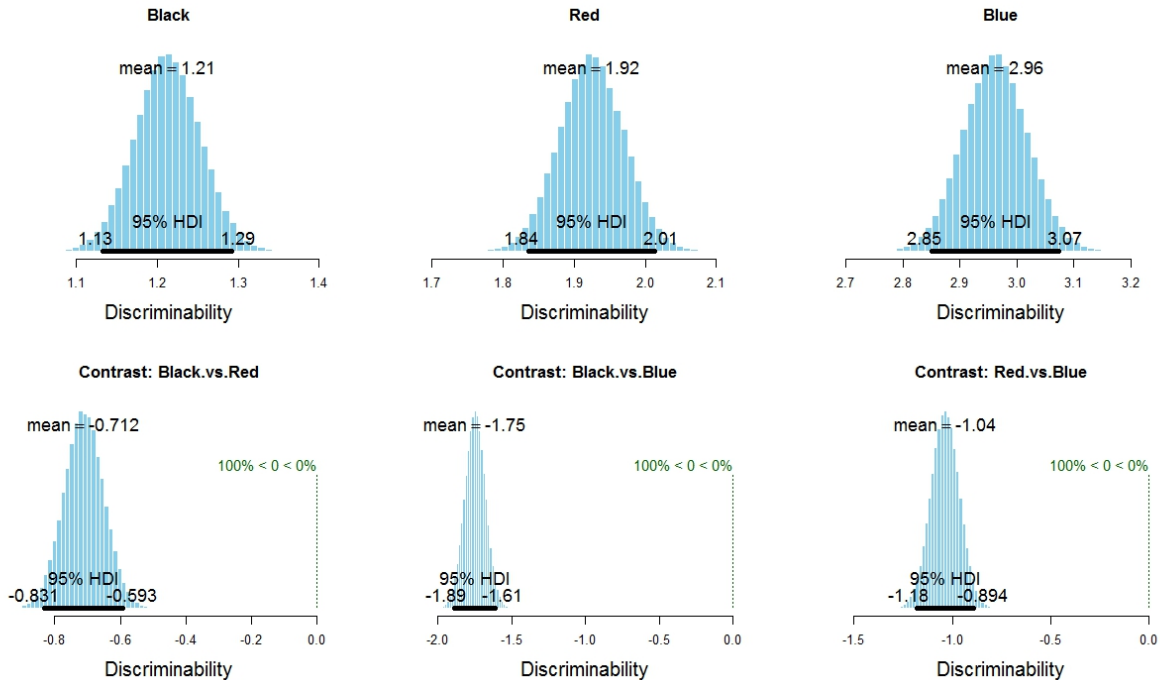 Black
mean = 1.21
95% HDI
1.13 1.29
1.1 1.2 1.3 1.4
Discriminability
Red
mean = 1.92
95% HDI
1.84 2.01
1.7 1.8 1.9 2.0 2.1
Discriminability
Blue
mean = 2.96
95% HDI
2.85 3.07
2.7 2.8 2.9 3.0 3.1 3.2
Discriminability
Contrast: Black.vs.Red
mean = -0.712
100% < 0 < 0%
95% HDI
-0.831 -0.593
-0.8 -0.6 -0.4 -0.2 0.0
Discriminability
Contrast: Black.vs.Blue
mean = -1.75
100% < 0 < 0%
95% HDI
-1.89 -1.61
-2.0 -1.5 -1.0 -0.5 0.0
Discriminability
Contrast: Red.vs.Blue
mean = -1.04
100% < 0 < 0%
95% HDI
-1.18 -0.894
-1.5 -1.0 -0.5 0.0
Discriminability